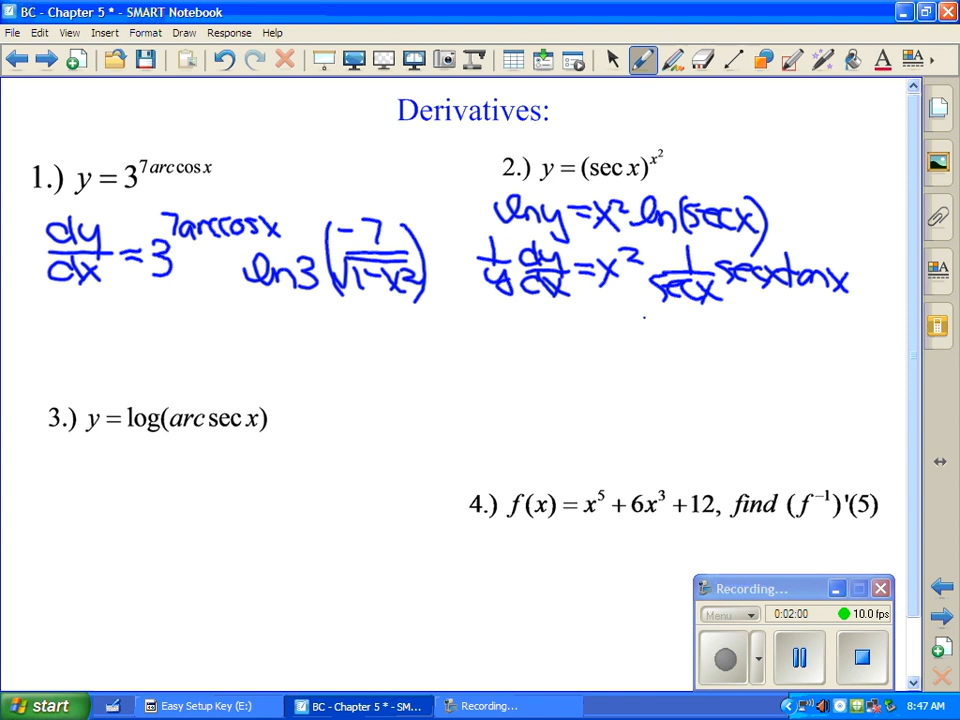 BC - Chapter 5 * - SMART Notebook
File Edit View Insert Format Draw Response Help
Derivatives:
1.) y = 3^{7 arccos x}
dy/dx = 3^{7arccosx} ln3 (-7/√(1-x²))
2.) y = (sec x)^{x²}
lny = x² ln(secx)
1/y dy/dx = x² 1/secx secxtanx
3.) y = log(arcsec x)
4.) f(x) = x⁵ + 6x³ + 12, find (f⁻¹)'(5)
Recording...
Menu 0:02:00 10.0 fps
start Easy Setup Key (E:) BC - Chapter 5 * - SM... Recording... 8:47 AM